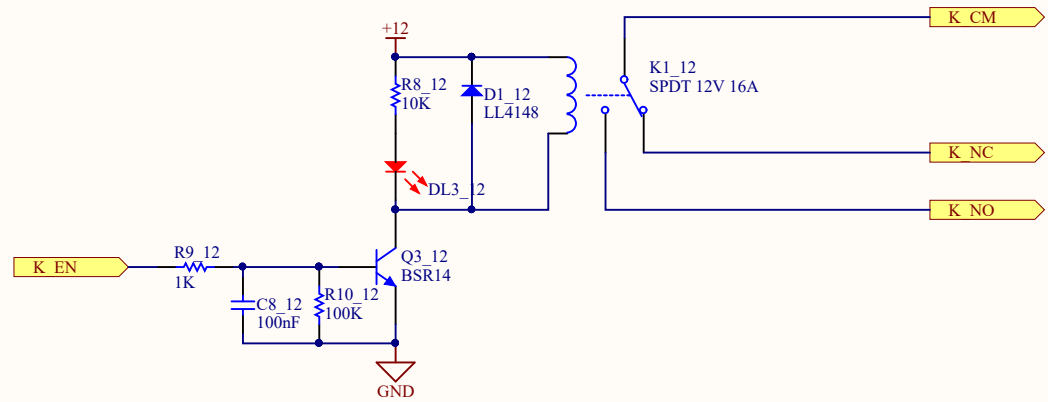 K_CM
+12
K1_12
SPDT 12V 16A
R8_12
10K
D1_12
LL4148
K_NC
DL3_12
K_NO
R9_12
K_EN
1K
Q3_12
BSR14
C8_12
100nF
R10_12
100K
GND